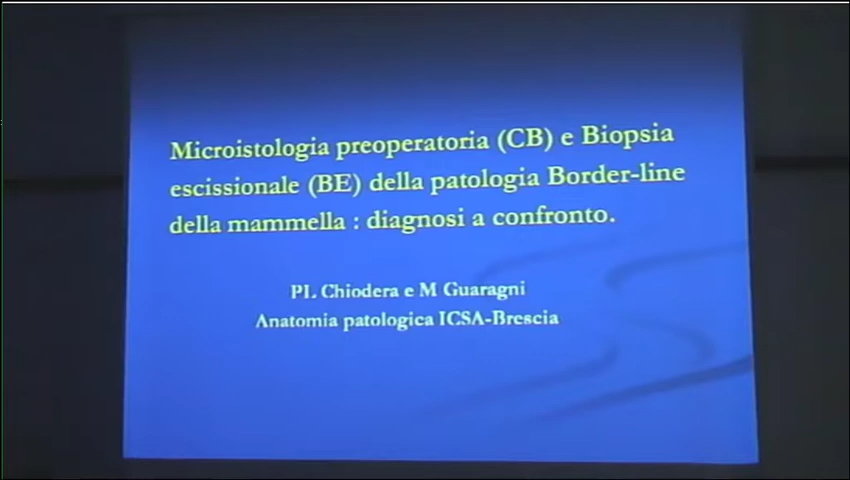 Microistologia preoperatoria (CB) e Biopsia
escissionale (BE) della patologia Border-line
della mammella : diagnosi a confronto.
PL Chiodera e M Guaragni
Anatomia patologica ICSA-Brescia